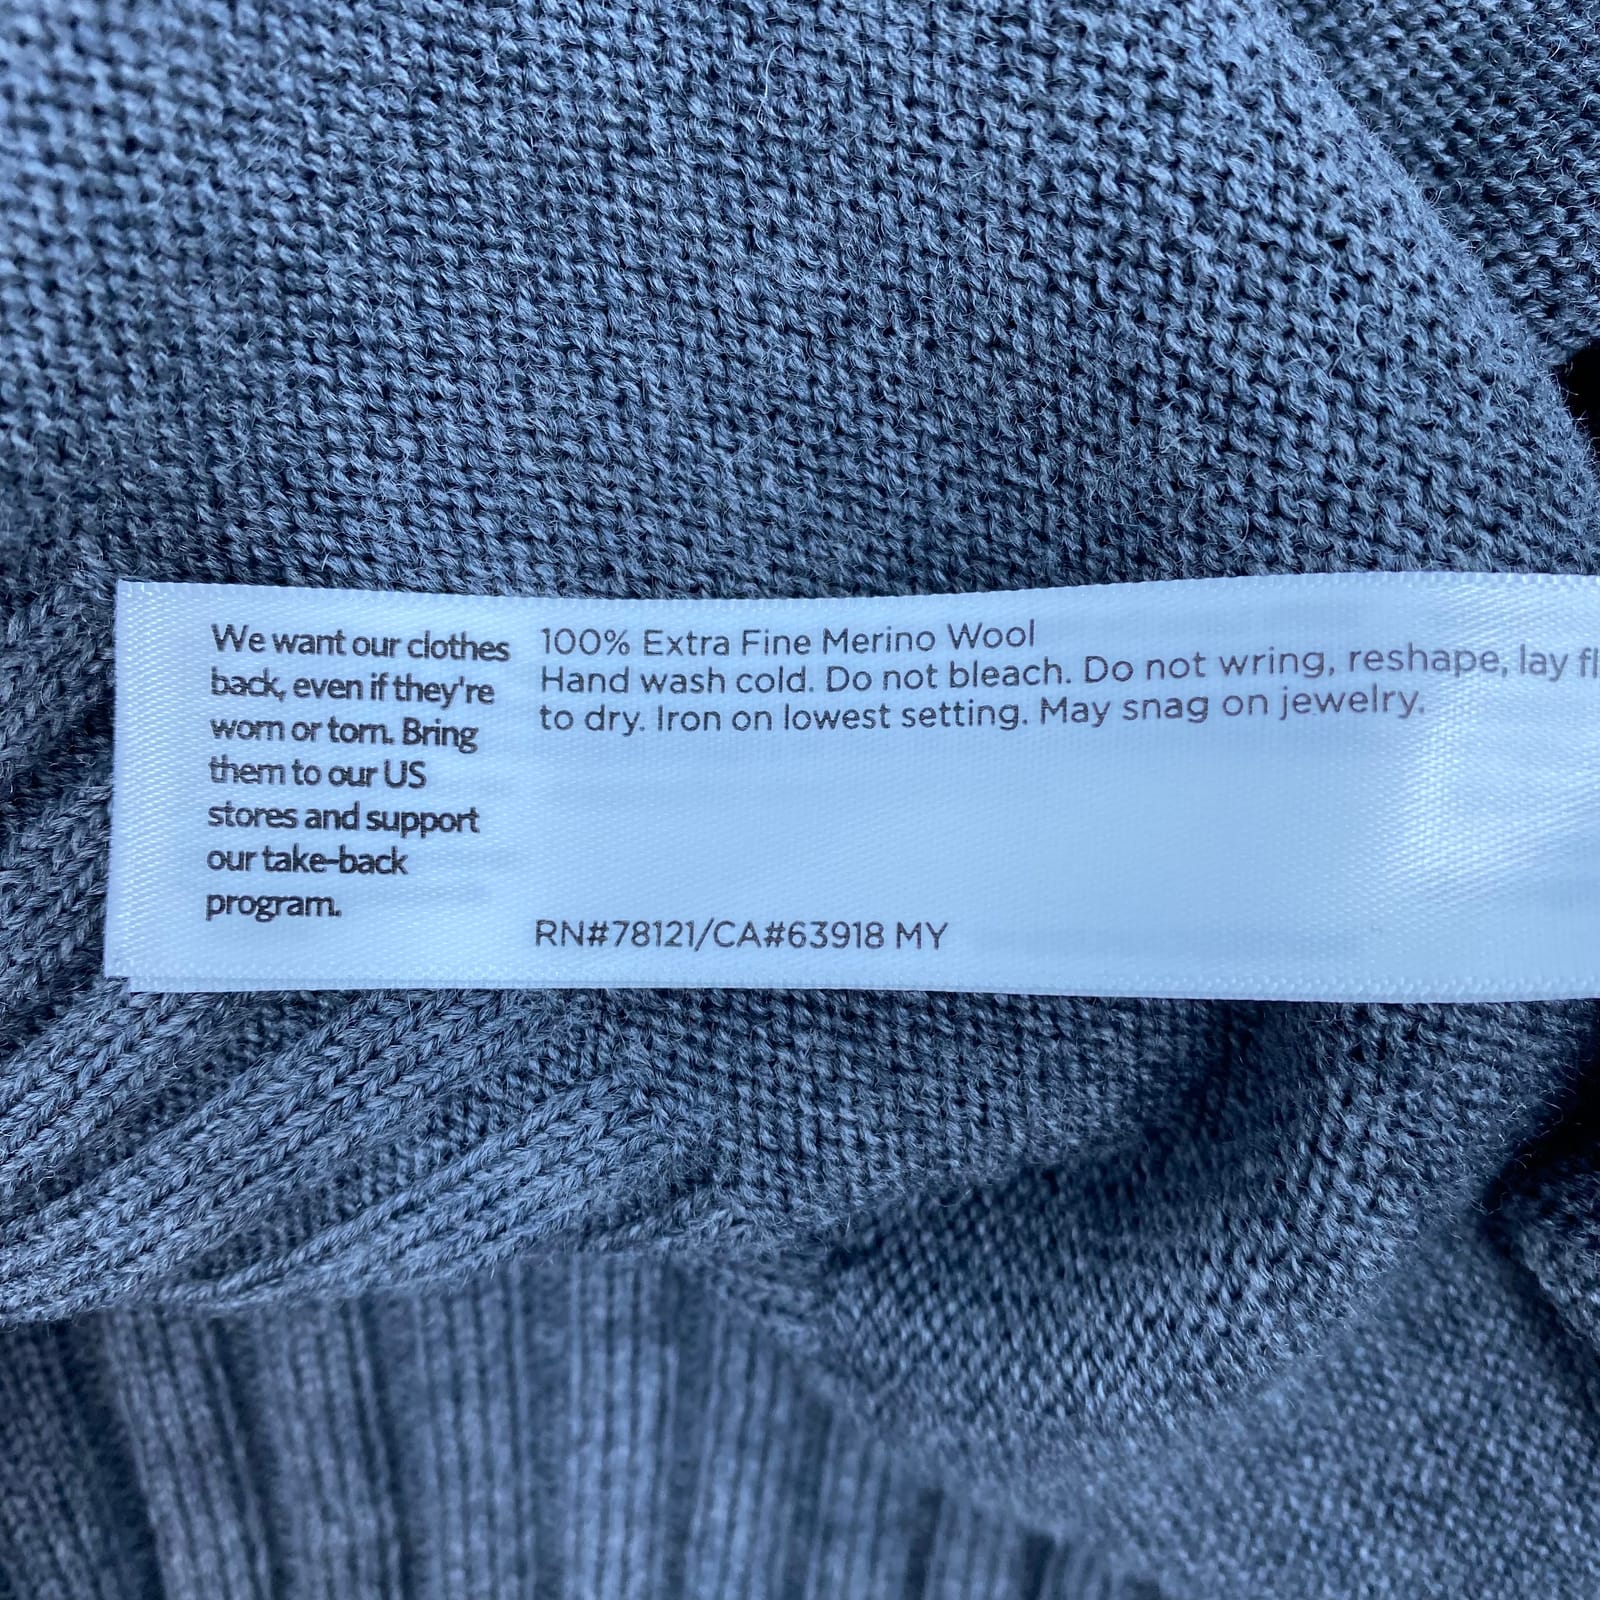 We want our clothes
back, even if they're
worn or torn. Bring
them to our US
stores and support
our take-back
program.
100% Extra Fine Merino Wool
Hand wash cold. Do not bleach. Do not wring, reshape, lay fl
to dry. Iron on lowest setting. May snag on jewelry.
RN#78121/CA#63918 MY